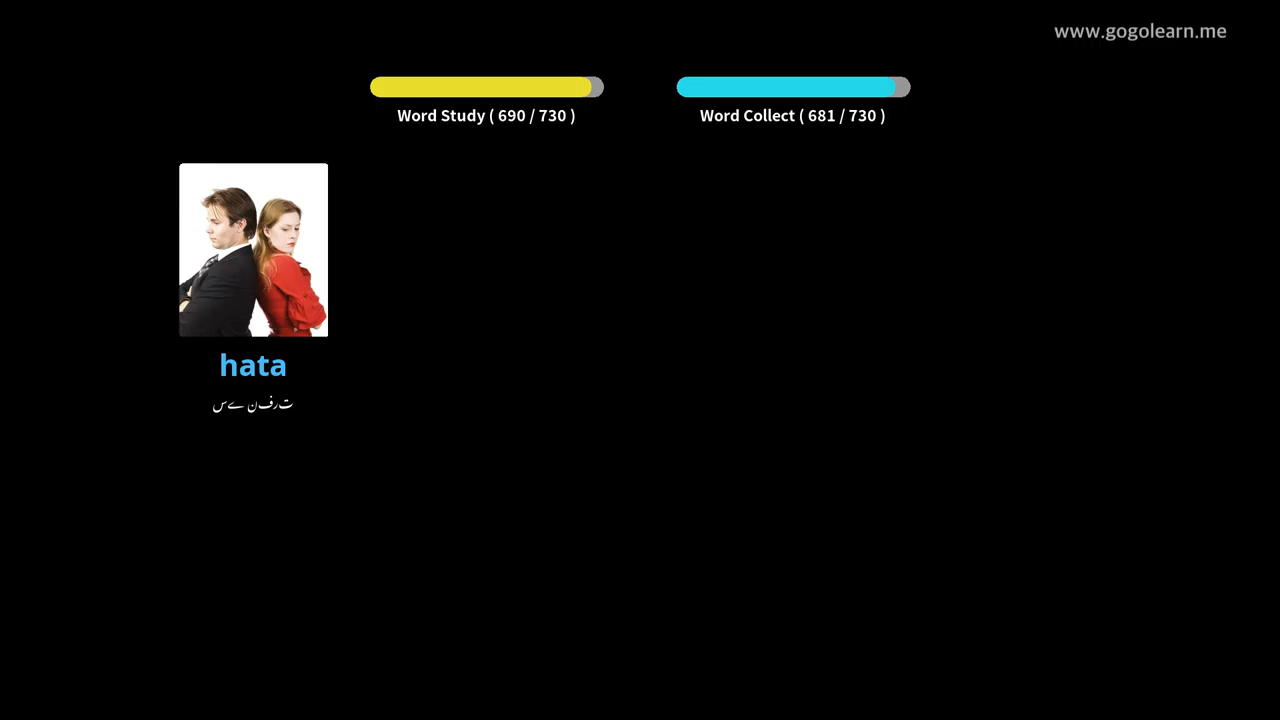 www.gogolearn.me
Word Study ( 690 / 730 )
Word Collect ( 681 / 730 )
hata
ترفن ےس